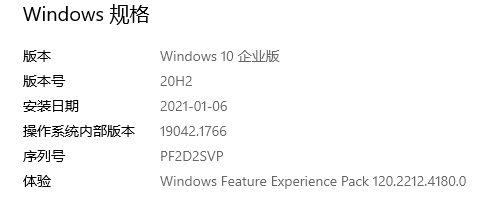 Windows 规格
版本 Windows 10 企业版
版本号 20H2
安装日期 2021-01-06
操作系统内部版本 19042.1766
序列号 PF2D2SVP
体验 Windows Feature Experience Pack 120.2212.4180.0